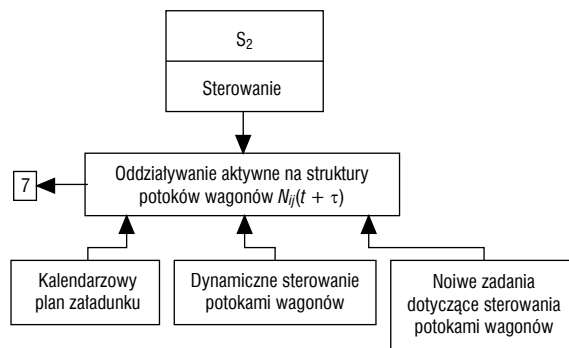 S₂
Sterowanie
Oddziaływanie aktywne na struktury
potoków wagonów Nij(t + τ)
7
Kalendarzowy
plan załadunku
Dynamiczne sterowanie
potokami wagonów
Noiwe zadania
dotyczące sterowania
potokami wagonów